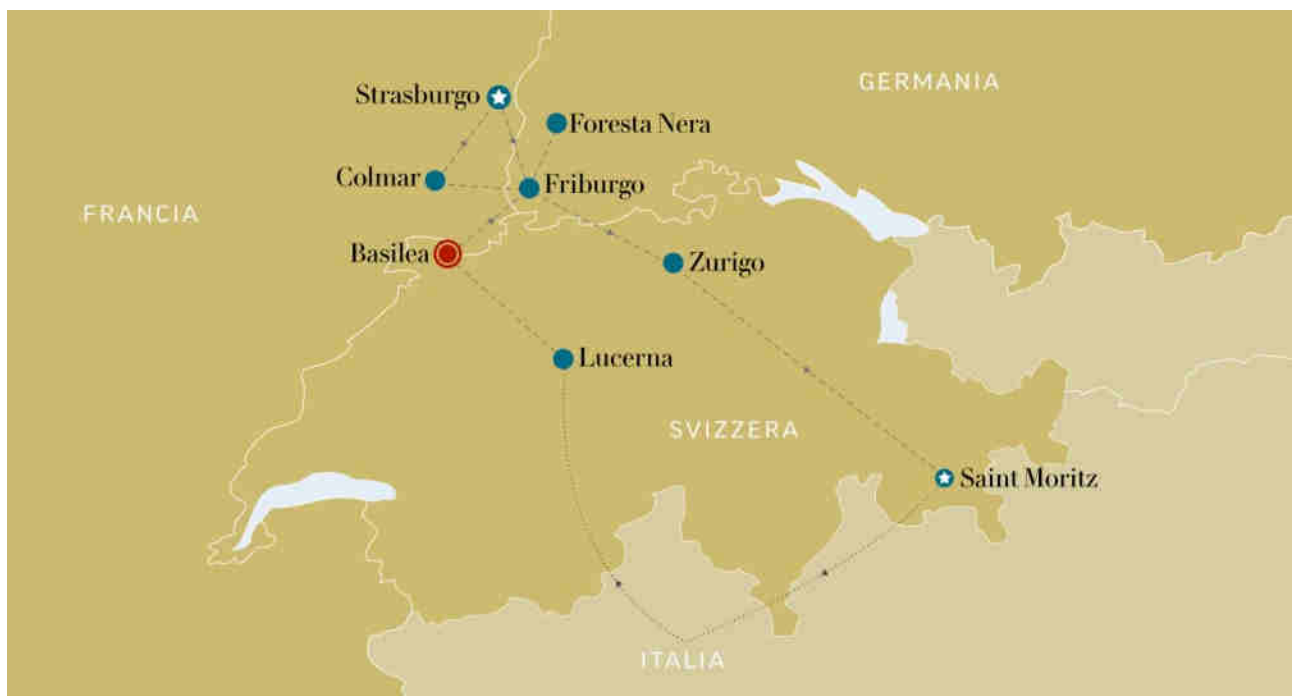 GERMANIA
Strasburgo
Foresta Nera
Colmar
Friburgo
FRANCIA
Basilea
Zurigo
Lucerna
SVIZZERA
Saint Moritz
ITALIA